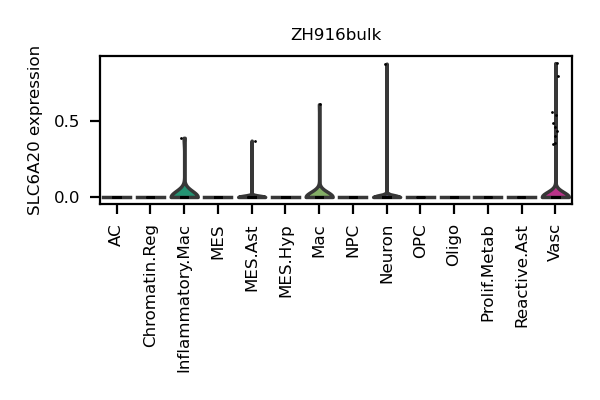 ZH916bulk
SLC6A20 expression
0.5
0.0
AC
Chromatin.Reg
Inflammatory.Mac
MES
MES.Ast
MES.Hyp
Mac
NPC
Neuron
OPC
Oligo
Prolif.Metab
Reactive.Ast
Vasc